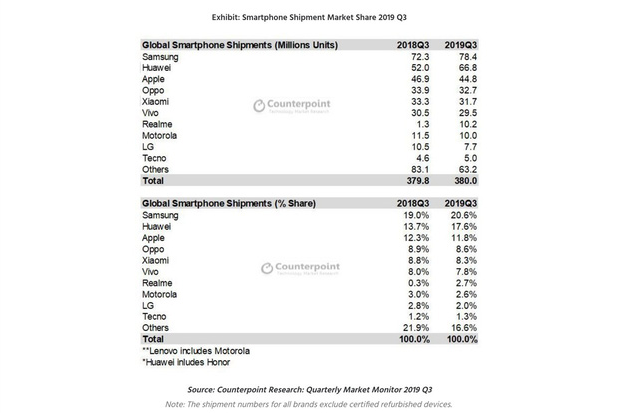 Exhibit: Smartphone Shipment Market Share 2019 Q3
Global Smartphone Shipments (Millions Units) 2018Q3 2019Q3
Samsung 72.3 78.4
Huawei 52.0 66.8
Apple 46.9 44.8
Oppo 33.9 32.7
Xiaomi 33.3 31.7
Vivo 30.5 29.5
Realme 1.3 10.2
Motorola 11.5 10.0
LG 10.5 7.7
Tecno 4.6 5.0
Others 83.1 63.2
Total 379.8 380.0
Counterpoint
Technology Market Research
Global Smartphone Shipments (% Share) 2018Q3 2019Q3
Samsung 19.0% 20.6%
Huawei 13.7% 17.6%
Apple 12.3% 11.8%
Oppo 8.9% 8.6%
Xiaomi 8.8% 8.3%
Vivo 8.0% 7.8%
Realme 0.3% 2.7%
Motorola 3.0% 2.6%
LG 2.8% 2.0%
Tecno 1.2% 1.3%
Others 21.9% 16.6%
Total 100.0% 100.0%
Counterpoint
Technology Market Research
**Lenovo includes Motorola
*Huawei inludes Honor
Source: Counterpoint Research: Quarterly Market Monitor 2019 Q3
Note: The shipment numbers for all brands exclude certified refurbished devices.